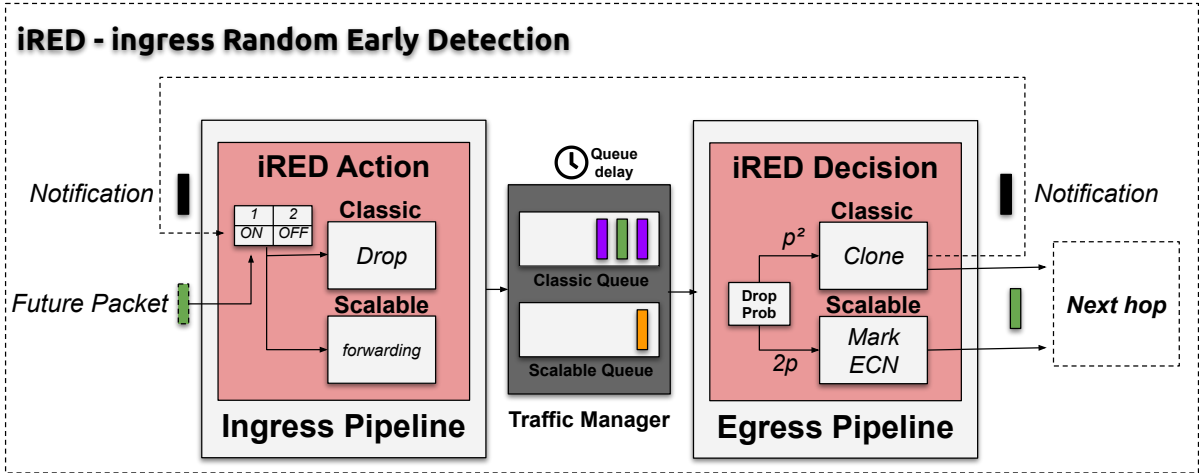 iRED - ingress Random Early Detection
Notification
Future Packet
iRED Action
1 2
ON OFF
Classic
Drop
Scalable
forwarding
Ingress Pipeline
Queue
delay
Classic Queue
Scalable Queue
Traffic Manager
iRED Decision
Classic
p²
Clone
Drop
Prob
Scalable
2p
Mark
ECN
Egress Pipeline
Notification
Next hop